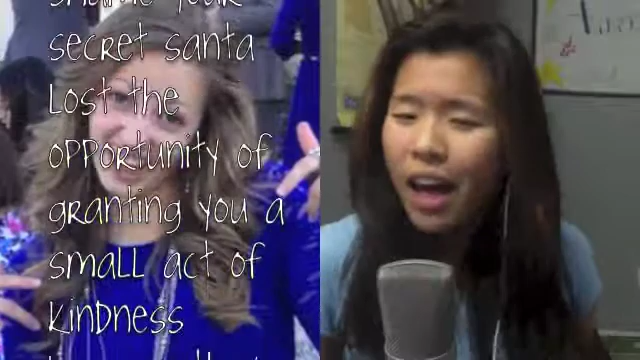 secret santa
Lost the
opportunity of
granting you a
small act of
kindness